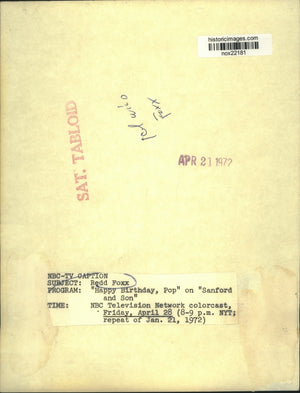 historicimages.com
nox22181
Foxx
SAT. TABLOID
APR 21 1972
NBC-TV CAPTION
SUBJECT: Redd Foxx
PROGRAM: "Happy Birthday, Pop" on "Sanford
and Son"
TIME: NBC Television Network colorcast,
Friday, April 28 (8-9 p.m. NYT;
repeat of Jan. 21, 1972)